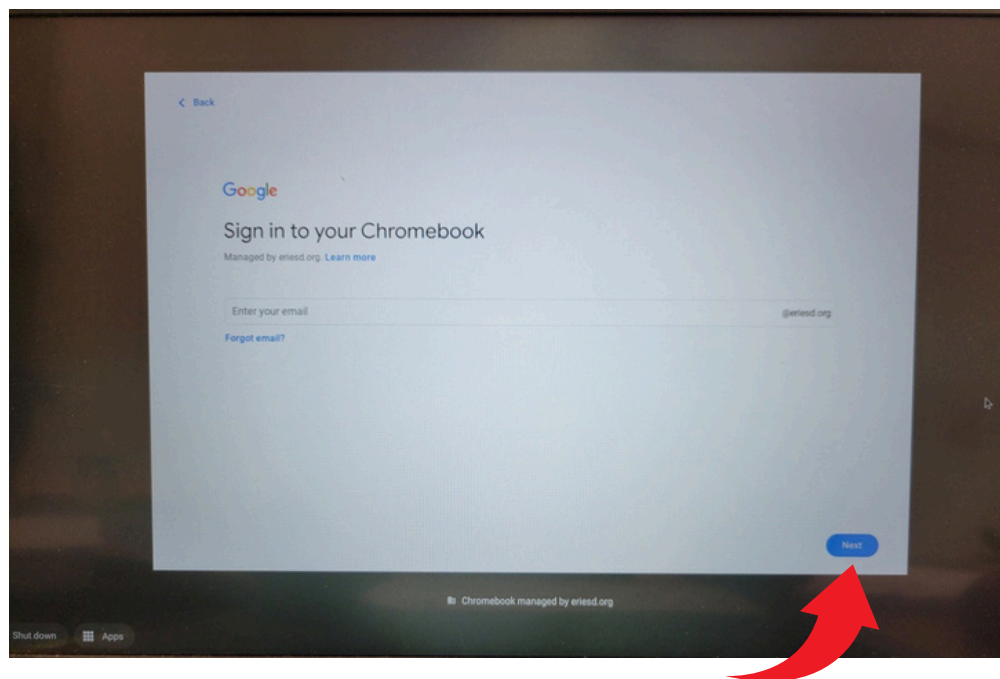 Back
Google
Sign in to your Chromebook
Managed by eriesd.org. Learn more
Enter your email @eriesd.org
Forgot email?
Next
Chromebook managed by eriesd.org
Shut down Apps